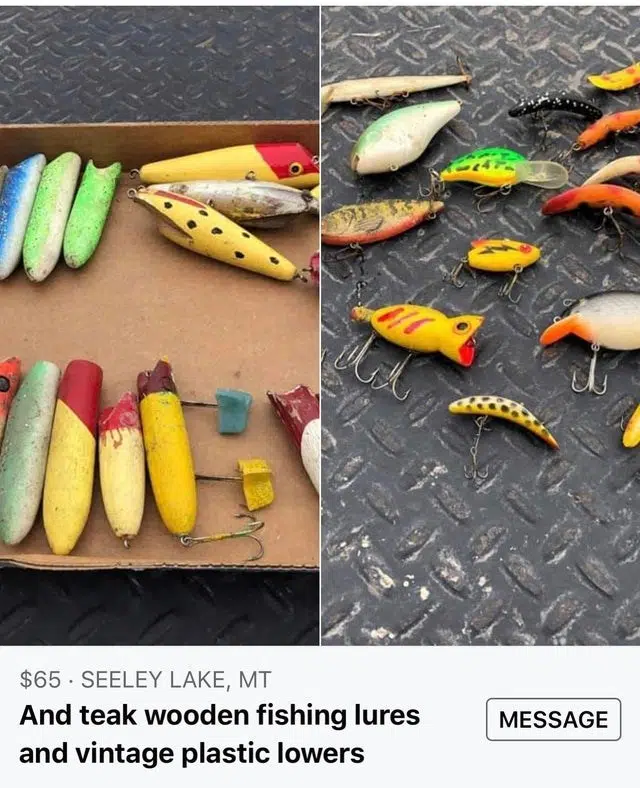 $65 · SEELEY LAKE, MT
And teak wooden fishing lures
and vintage plastic lowers
MESSAGE